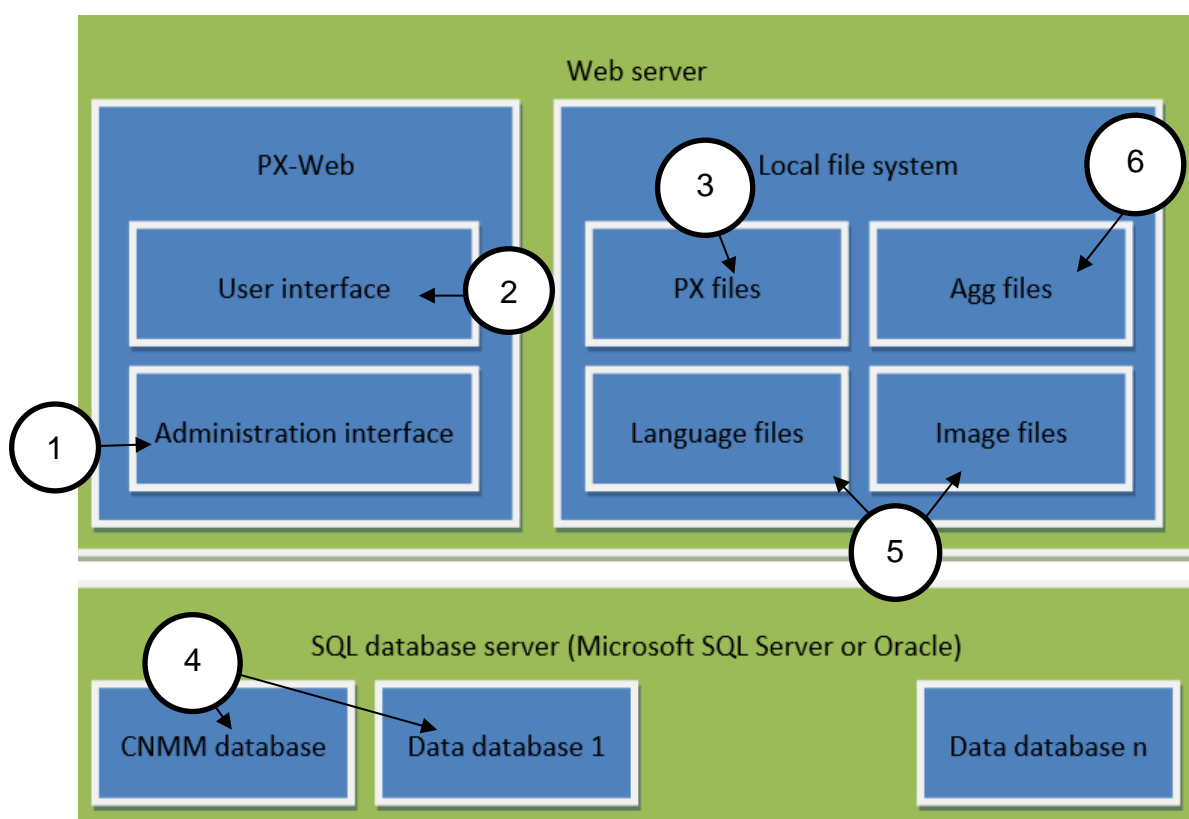 Web server
PX-Web
Local file system
3
6
User interface
2
PX files
Agg files
1
Administration interface
Language files
Image files
5
SQL database server (Microsoft SQL Server or Oracle)
4
CNMM database
Data database 1
Data database n